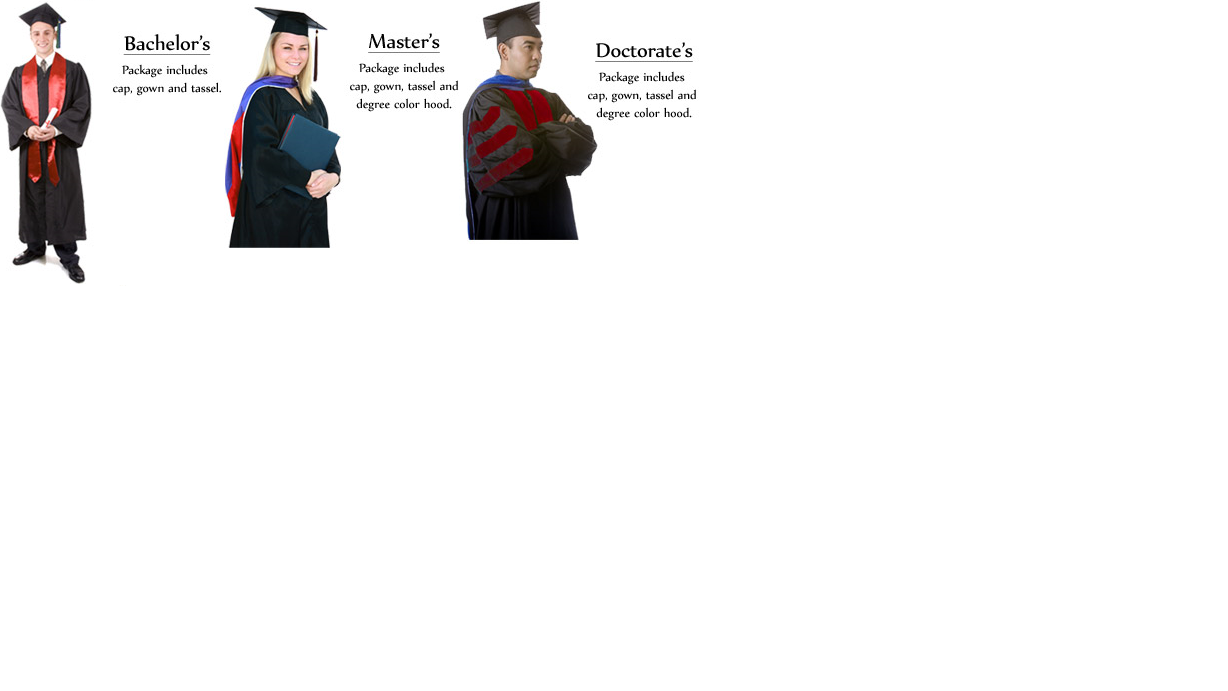 Bachelor's
Package includes
cap, gown and tassel.
Master's
Package includes
cap, gown, tassel and
degree color hood.
Doctorate's
Package includes
cap, gown, tassel and
degree color hood.